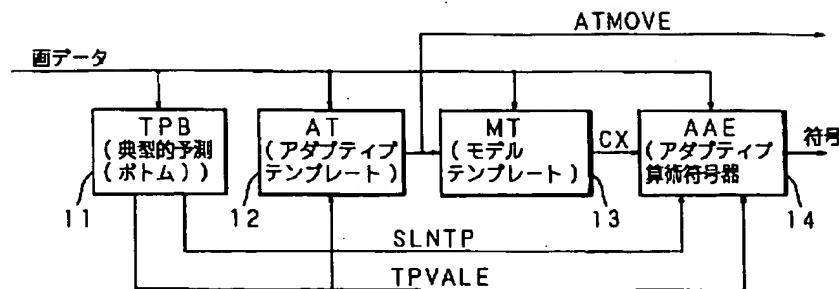 ATMOVE
画データ
TPB
(典型的予測
(ボトム))
AT
(アダプティブ
テンプレート)
MT
(モデル
テンプレート)
CX
AAE
(アダプティブ
算術符号器
符号
11
12
13
14
SLNTP
TPVALE